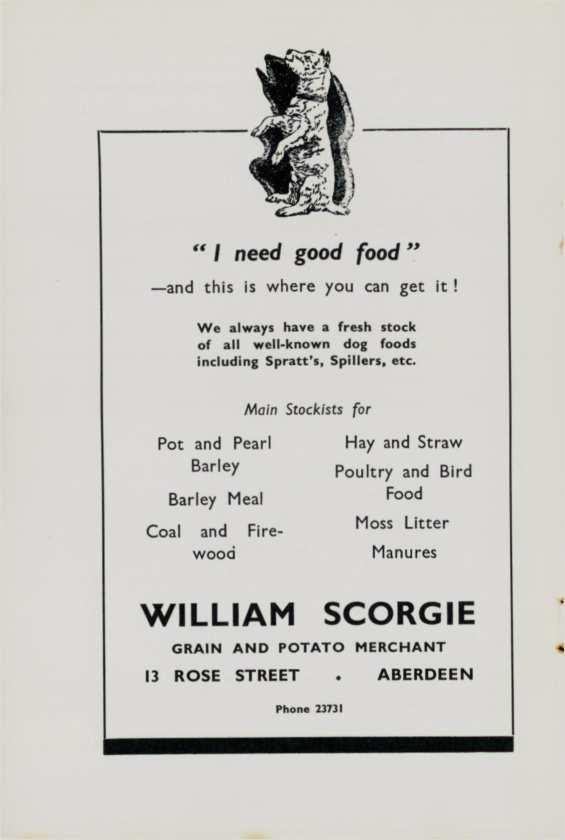 “I need good food”
—and this is where you can get it!
We always have a fresh stock
of all well-known dog foods
including Spratt's, Spillers, etc.
Main Stockists for
Pot and Pearl
Barley
Barley Meal
Coal and Fire-
wood
Hay and Straw
Poultry and Bird
Food
Moss Litter
Manures
WILLIAM SCORGIE
GRAIN AND POTATO MERCHANT
13 ROSE STREET . ABERDEEN
Phone 23731